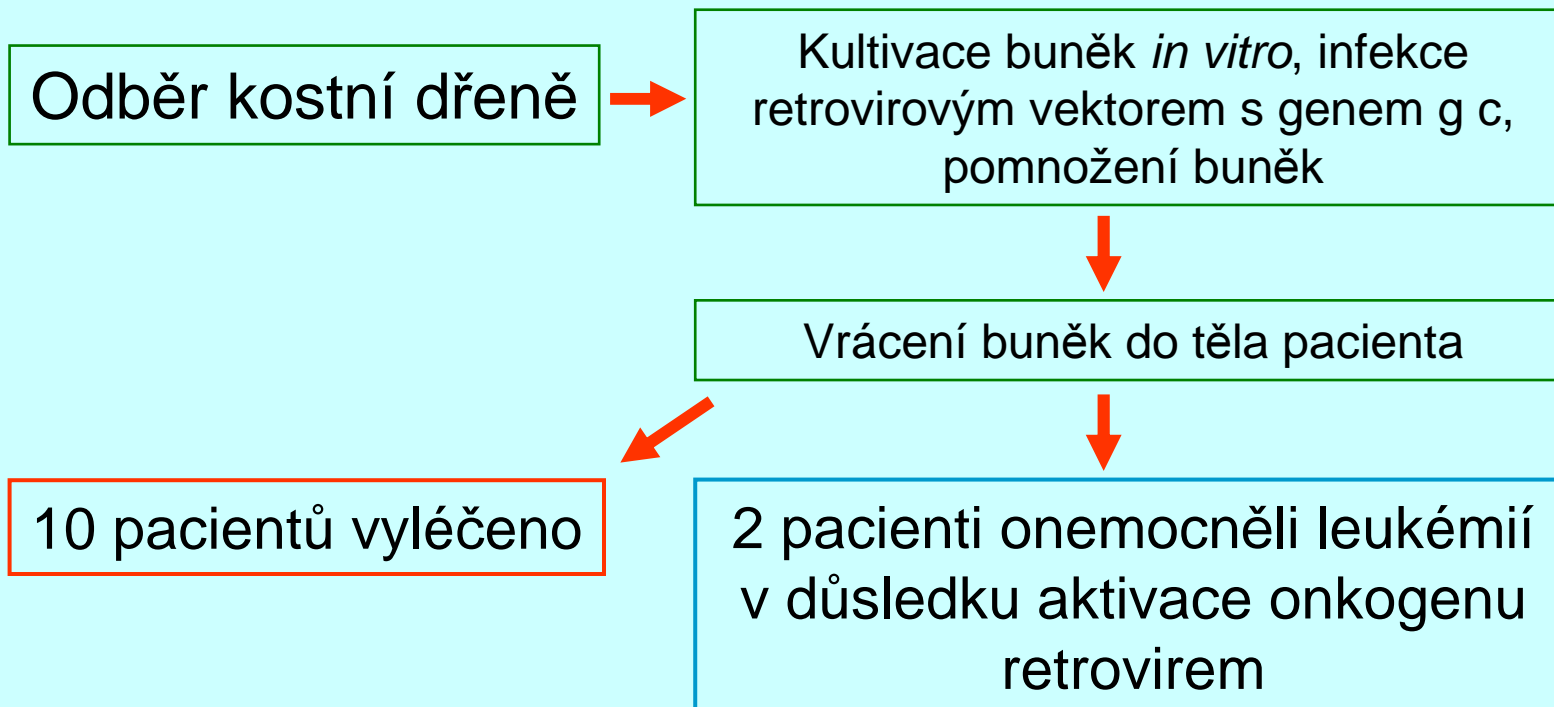 Odběr kostní dřeně
Kultivace buněk in vitro, infekce
retrovirovým vektorem s genem g c,
pomnožení buněk
Vrácení buněk do těla pacienta
10 pacientů vyléčeno
2 pacienti onemocněli leukémií
v důsledku aktivace onkogenu
retrovirem